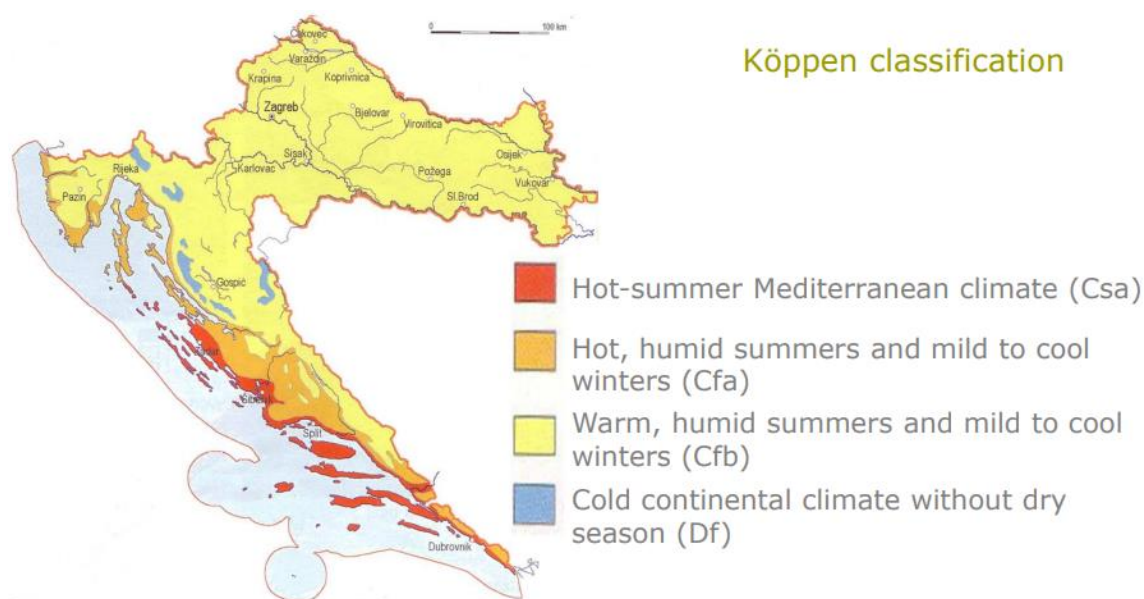 0 100 km
Köppen classification
Čakovec
Varaždin
Krapina
Koprivnica
Zagreb
Bjelovar
Virovitica
Osijek
Sisak
Karlovac
Požega
Vukovar
Sl.Brod
Rijeka
Pazin
Gospić
Zadar
Šibenik
Split
Dubrovnik
Hot-summer Mediterranean climate (Csa)
Hot, humid summers and mild to cool
winters (Cfa)
Warm, humid summers and mild to cool
winters (Cfb)
Cold continental climate without dry
season (Df)